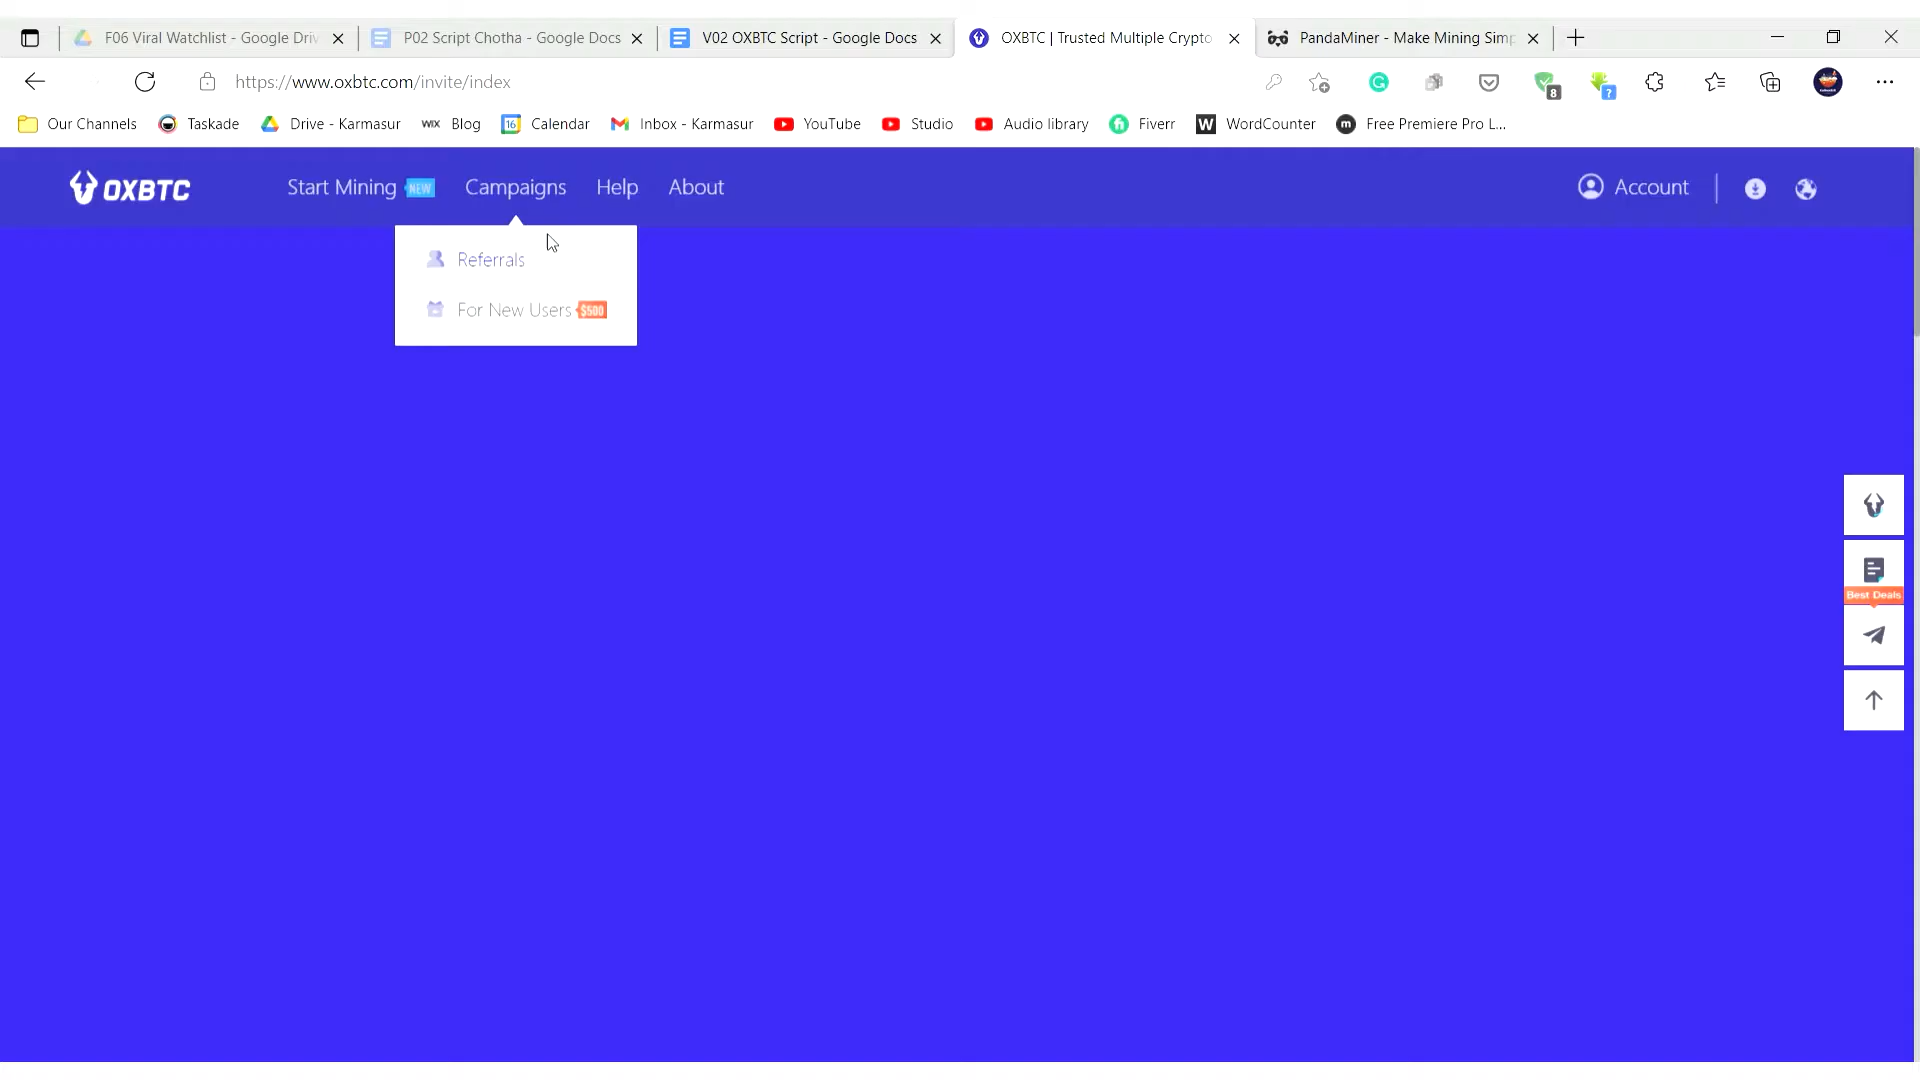 F06 Viral Watchlist - Google Driv
P02 Script Chotha - Google Docs
V02 OXBTC Script - Google Docs
OXBTC | Trusted Multiple Crypto
PandaMiner - Make Mining Simp
https://www.oxbtc.com/invite/index
8
?
Our Channels
Taskade
Drive - Karmasur
WIX Blog
16 Calendar
Inbox - Karmasur
YouTube
Studio
Audio library
Fiverr
W WordCounter
m Free Premiere Pro L...
OXBTC
Start Mining NEW
Campaigns
Help
About
Account
Referrals
For New Users $500
Best Deals